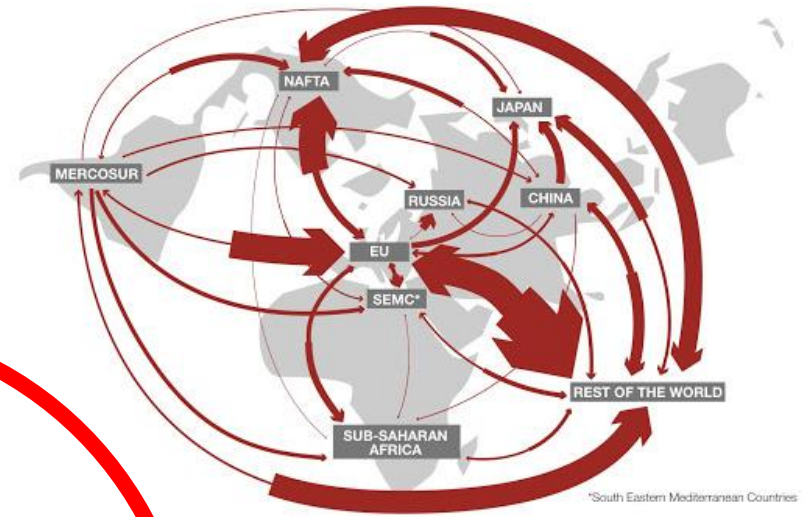 NAFTA
JAPAN
MERCOSUR
RUSSIA
CHINA
EU
SEMC*
REST OF THE WORLD
SUB-SAHARAN
AFRICA
*South Eastern Mediterranean Countries